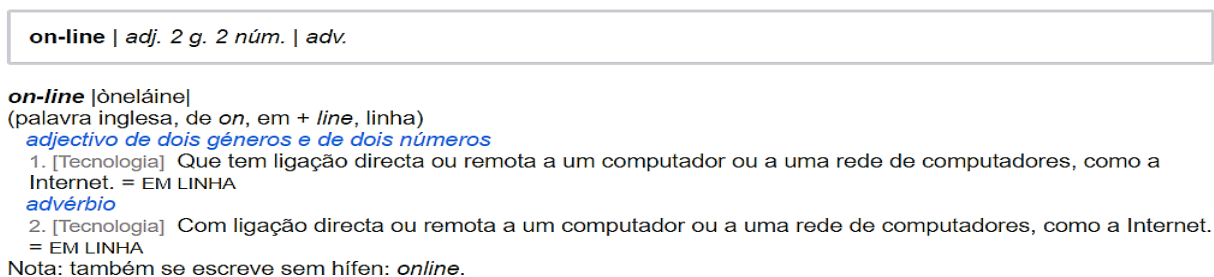 on-line | adj. 2 g. 2 núm. | adv.
on-line |òneláine|
(palavra inglesa, de on, em + line, linha)
adjectivo de dois géneros e de dois números
1. [Tecnologia] Que tem ligação directa ou remota a um computador ou a uma rede de computadores, como a
Internet. = EM LINHA
advérbio
2. [Tecnologia] Com ligação directa ou remota a um computador ou a uma rede de computadores, como a Internet.
= EM LINHA
Nota: também se escreve sem hífen: online.